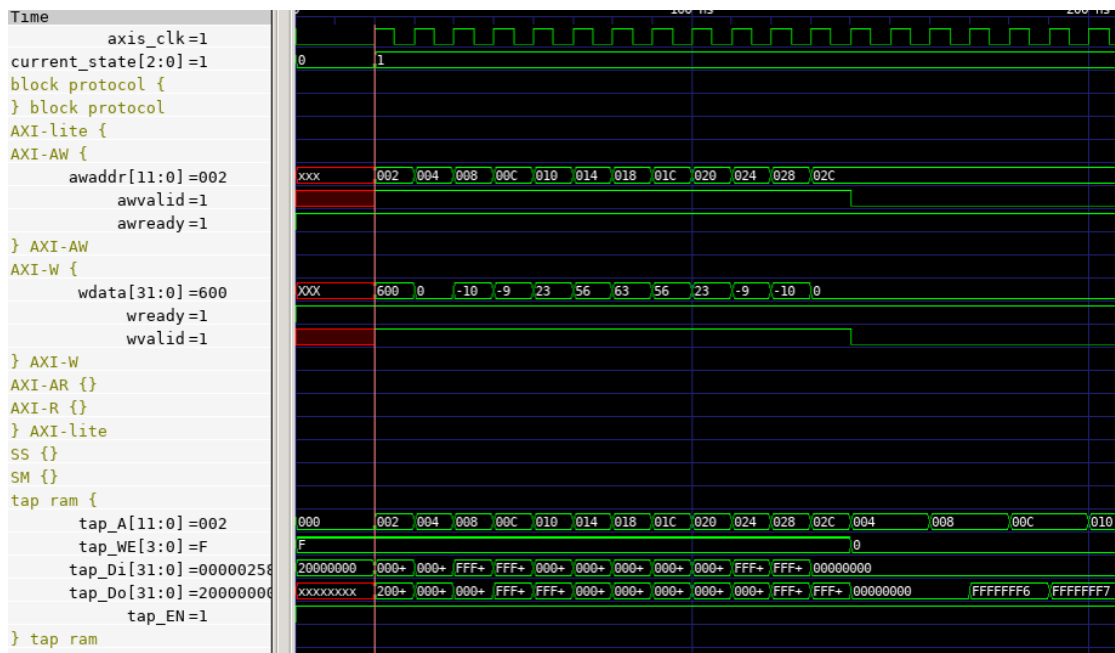 Time
axis_clk =1
current_state[2:0] =1 0 1
block protocol {
} block protocol
AXI-lite {
AXI-AW {
awaddr[11:0] =002 xxx 002 004 008 00C 010 014 018 01C 020 024 028 02C
awvalid =1
awready =1
} AXI-AW
AXI-W {
wdata[31:0] =600 XXX 600 0 -10 -9 23 56 63 56 23 -9 -10 0
wready =1
wvalid =1
} AXI-W
AXI-AR {}
AXI-R {}
} AXI-lite
SS {}
SM {}
tap ram {
tap_A[11:0] =002 000 002 004 008 00C 010 014 018 01C 020 024 028 02C 004 008 00C 010
tap_WE[3:0] =F F 0
tap_Di[31:0] =00000258 20000000 000+ 000+ FFF+ FFF+ 000+ 000+ 000+ 000+ 000+ FFF+ FFF+ 00000000
tap_Do[31:0] =20000000 xxxxxxxx 200+ 000+ 000+ FFF+ FFF+ 000+ 000+ 000+ 000+ 000+ FFF+ FFF+ 00000000 FFFFFFF6 FFFFFFF7
tap_EN =1
} tap ram